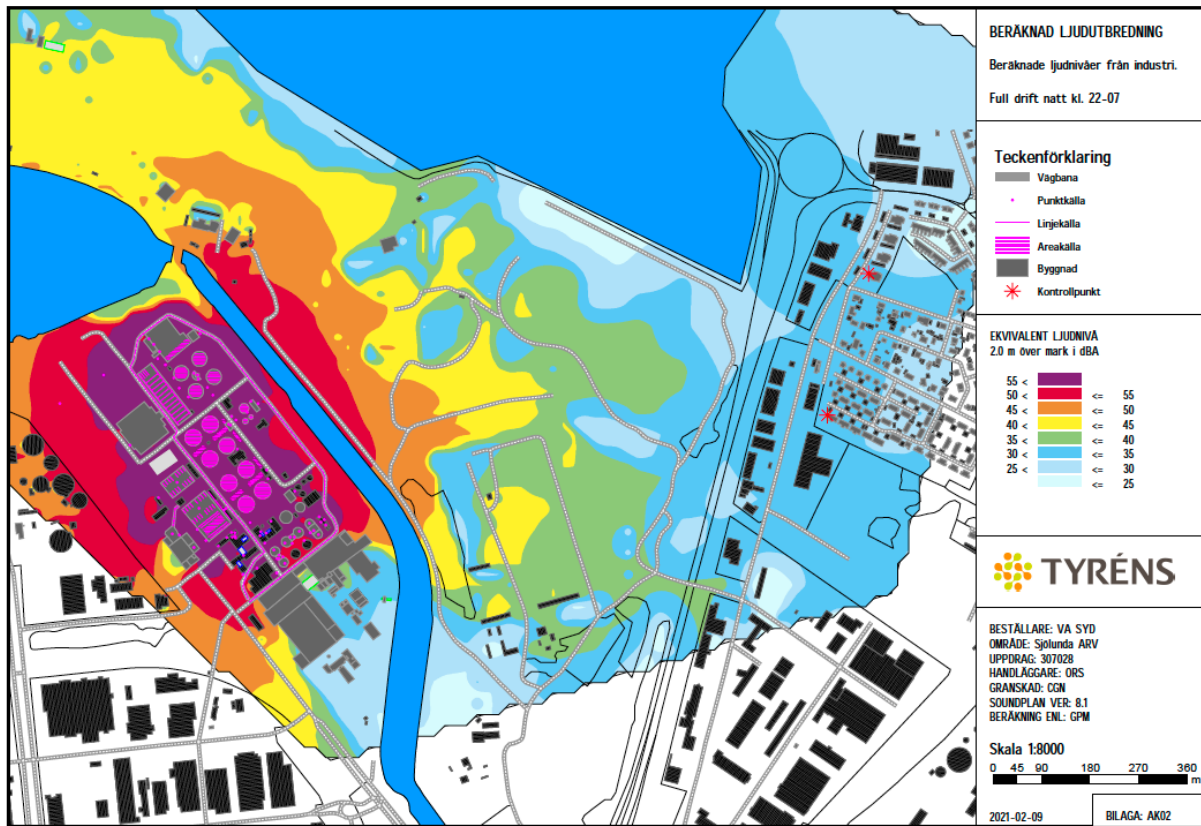 BERÄKNAD LJUDUTBREDNING
Beräknade ljudnivåer från industri.
Full drift natt kl. 22-07
Teckenförklaring
Vägbana
Punktkälla
Linjekälla
Areakälla
Byggnad
Kontrollpunkt
EKVIVALENT LJUDNIVÅ
2.0 m över mark i dBA
55 <
50 < <= 55
45 < <= 50
40 < <= 45
35 < <= 40
30 < <= 35
25 < <= 30
<= 25
TYRÉNS
BESTÄLLARE: VA SYD
OMRÅDE: Sjölunda ARV
UPPDRAG: 307028
HANDLÄGGARE: ORS
GRANSKAD: CGN
SOUNDPLAN VER: 8.1
BERÄKNING ENL: GPM
Skala 1:8000
0 45 90 180 270 360
m
2021-02-09 BILAGA: AK02